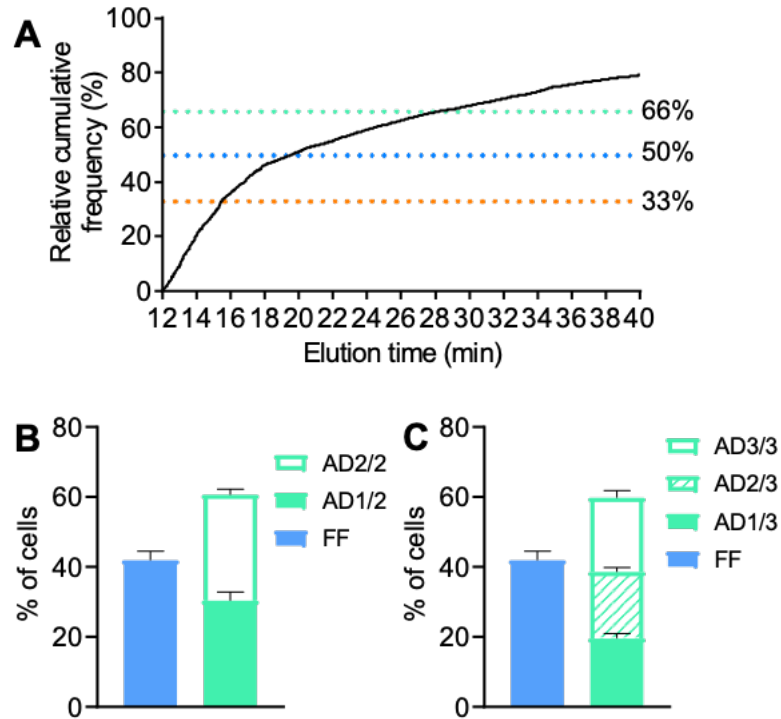 A
Relative cumulative
frequency (%)
100
80
60
40
20
0
66%
50%
33%
12 14 16 18 20 22 24 26 28 30 32 34 36 38 40
Elution time (min)
B
% of cells
80
60
40
20
0
AD2/2
AD1/2
FF
C
% of cells
80
60
40
20
0
AD3/3
AD2/3
AD1/3
FF